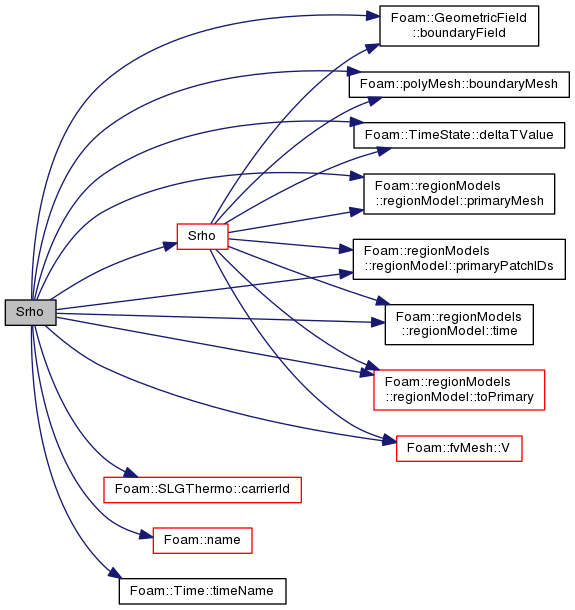 Foam::GeometricField
::boundaryField
Foam::polyMesh::boundaryMesh
Foam::TimeState::deltaTValue
Foam::regionModels
::regionModel::primaryMesh
Srho
Foam::regionModels
::regionModel::primaryPatchIDs
Srho
Foam::regionModels
::regionModel::time
Foam::regionModels
::regionModel::toPrimary
Foam::fvMesh::V
Foam::SLGThermo::carrierId
Foam::name
Foam::Time::timeName